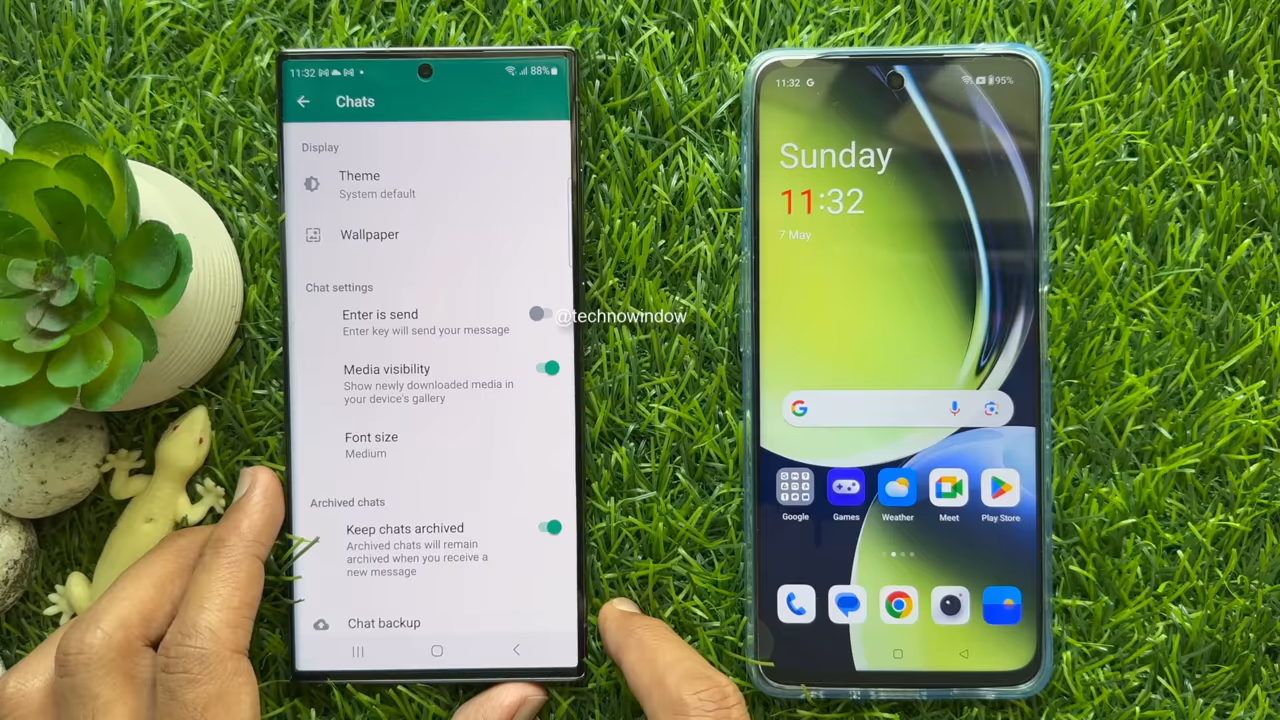 11:32
88%
Chats
Display
Theme
System default
Wallpaper
Chat settings
Enter is send
Enter key will send your message
Media visibility
Show newly downloaded media in
your device's gallery
Font size
Medium
Archived chats
Keep chats archived
Archived chats will remain
archived when you receive a
new message
Chat backup
@technowindow
11:32 G
95%
Sunday
11:32
7 May
Google
Games
Weather
Meet
Play Store